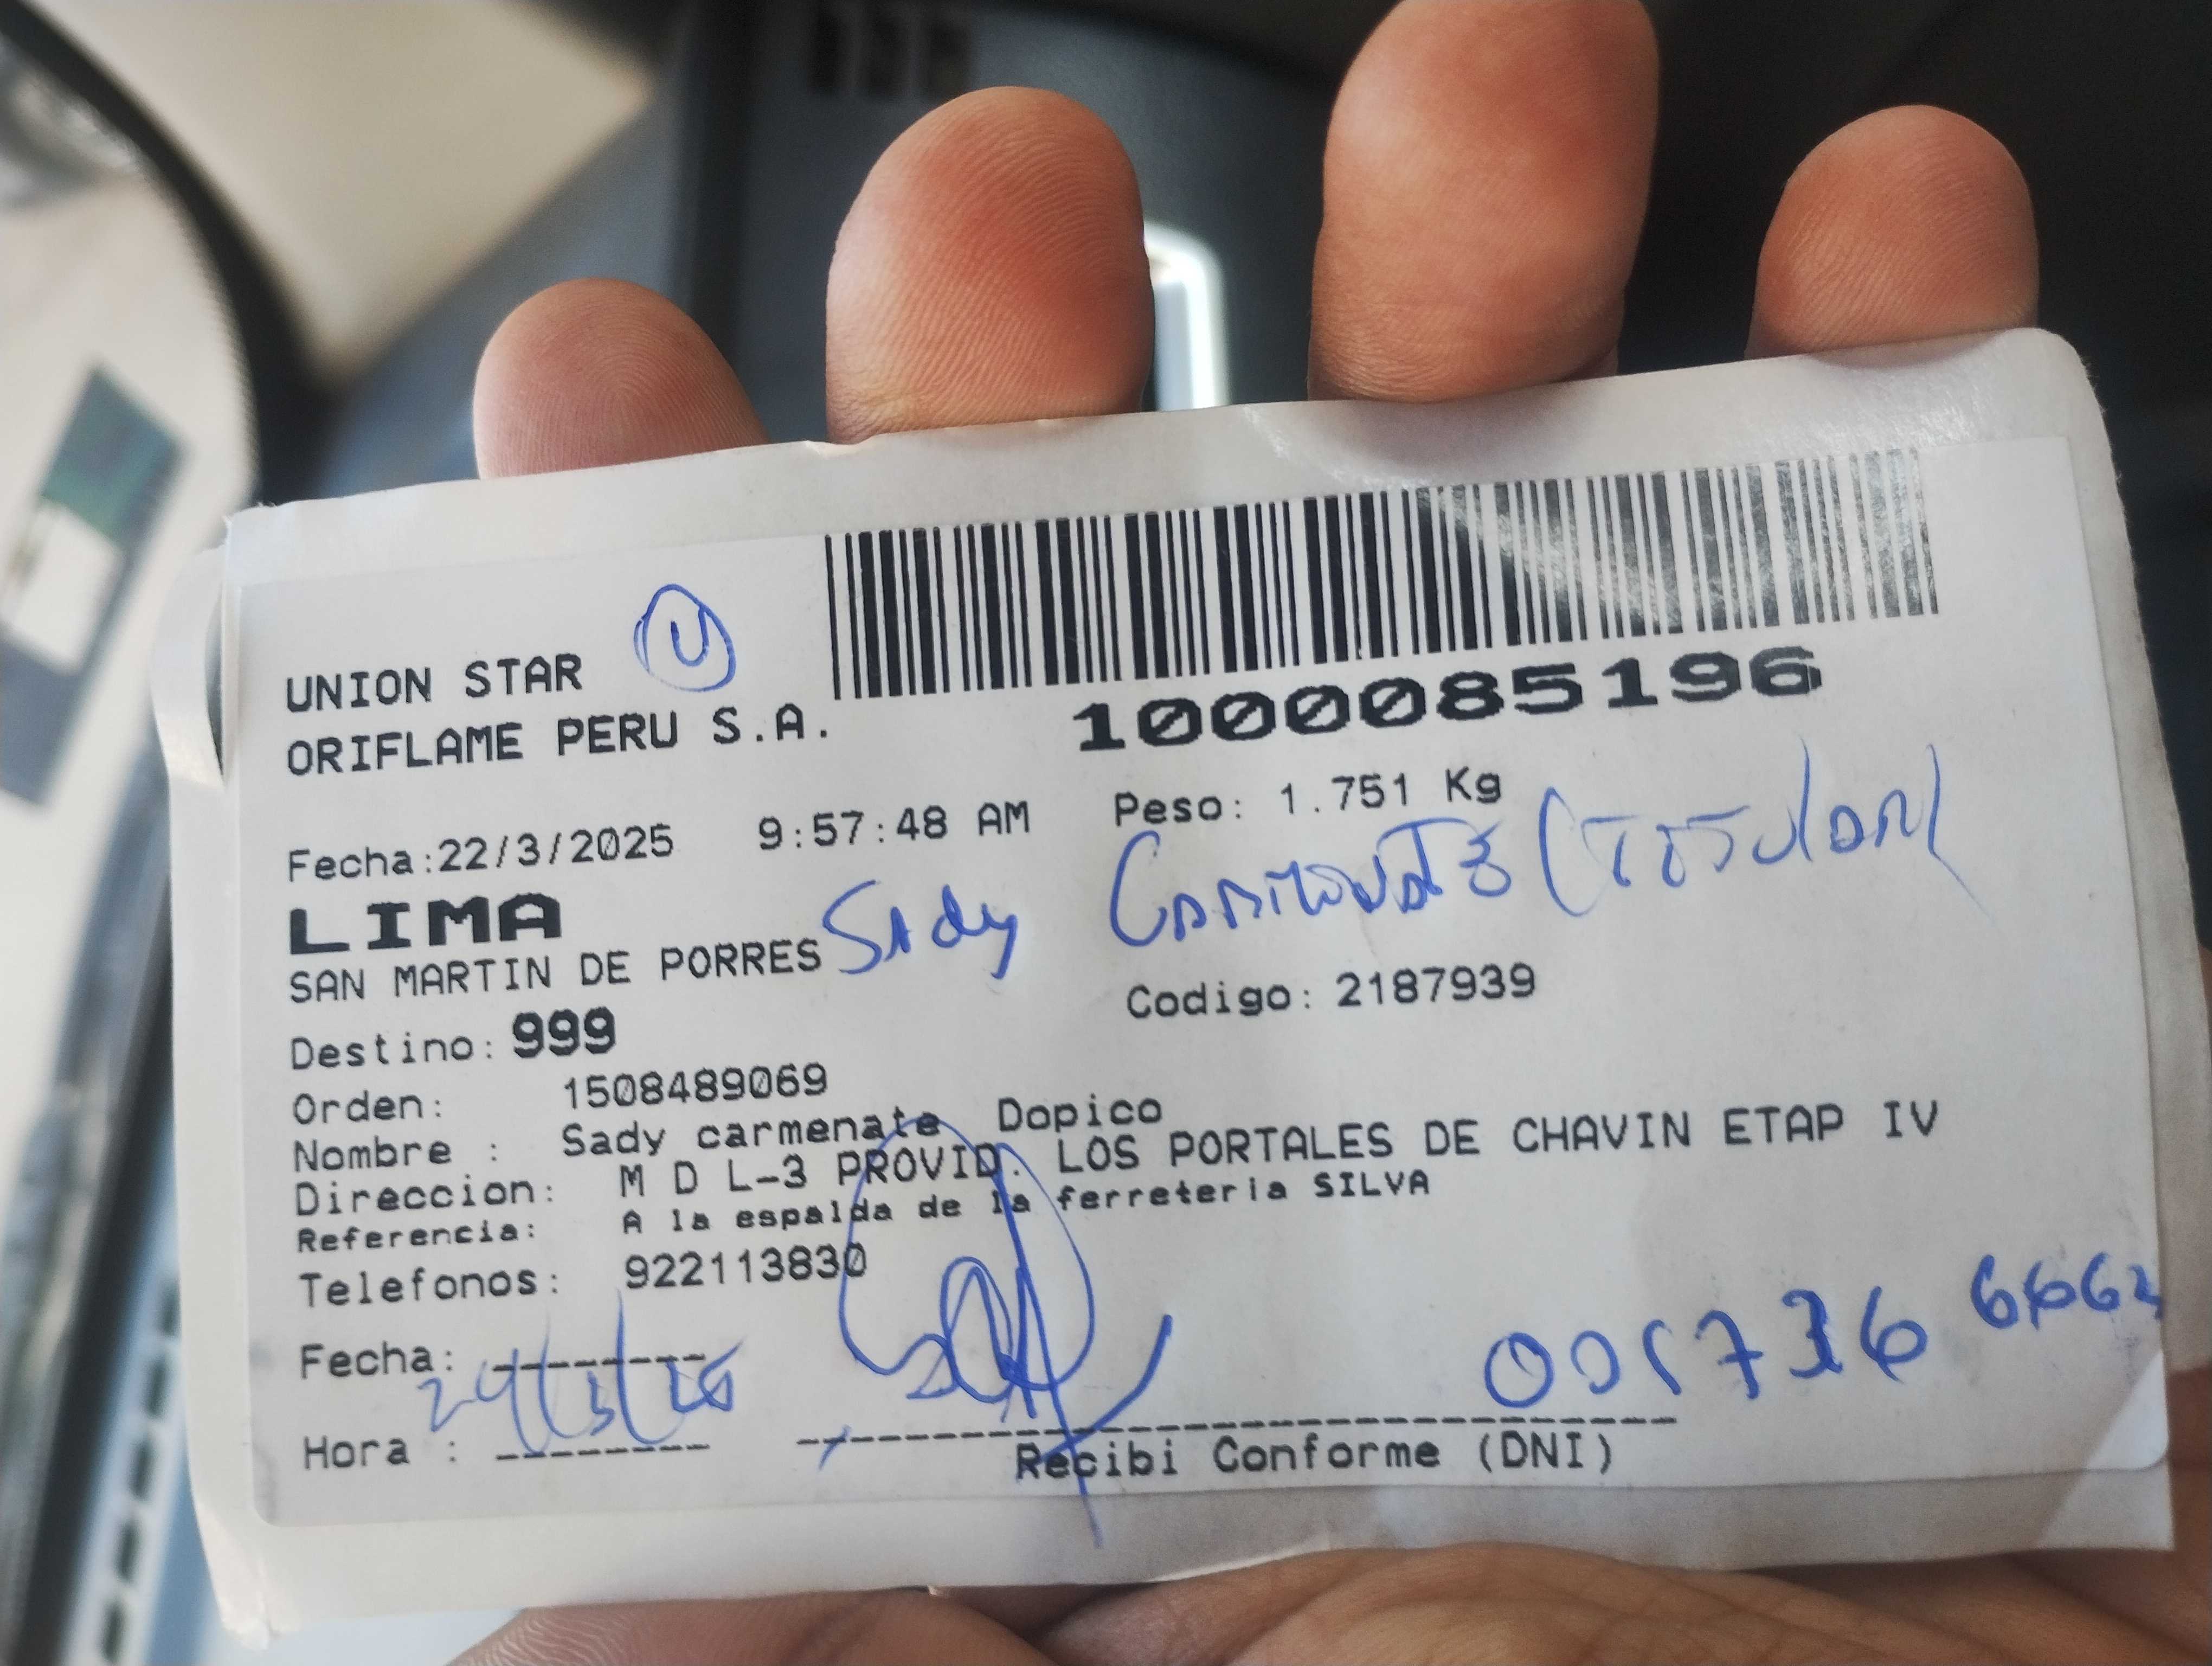 UNION STAR U
ORIFLAME PERU S.A.
1000085196
Fecha:22/3/2025 9:57:48 AM Peso: 1.751 Kg
LIMA
SAN MARTIN DE PORRES Sady Carmenate (TITULAR)
Destino: 999 Codigo: 2187939
Orden: 1508489069
Nombre : Sady carmenate Dopico
Direccion: M D L-3 PROVID. LOS PORTALES DE CHAVIN ETAP IV
Referencia: A la espalda de la ferreteria SILVA
Telefonos: 922113830
Fecha:
Hora :
Recibi Conforme (DNI)